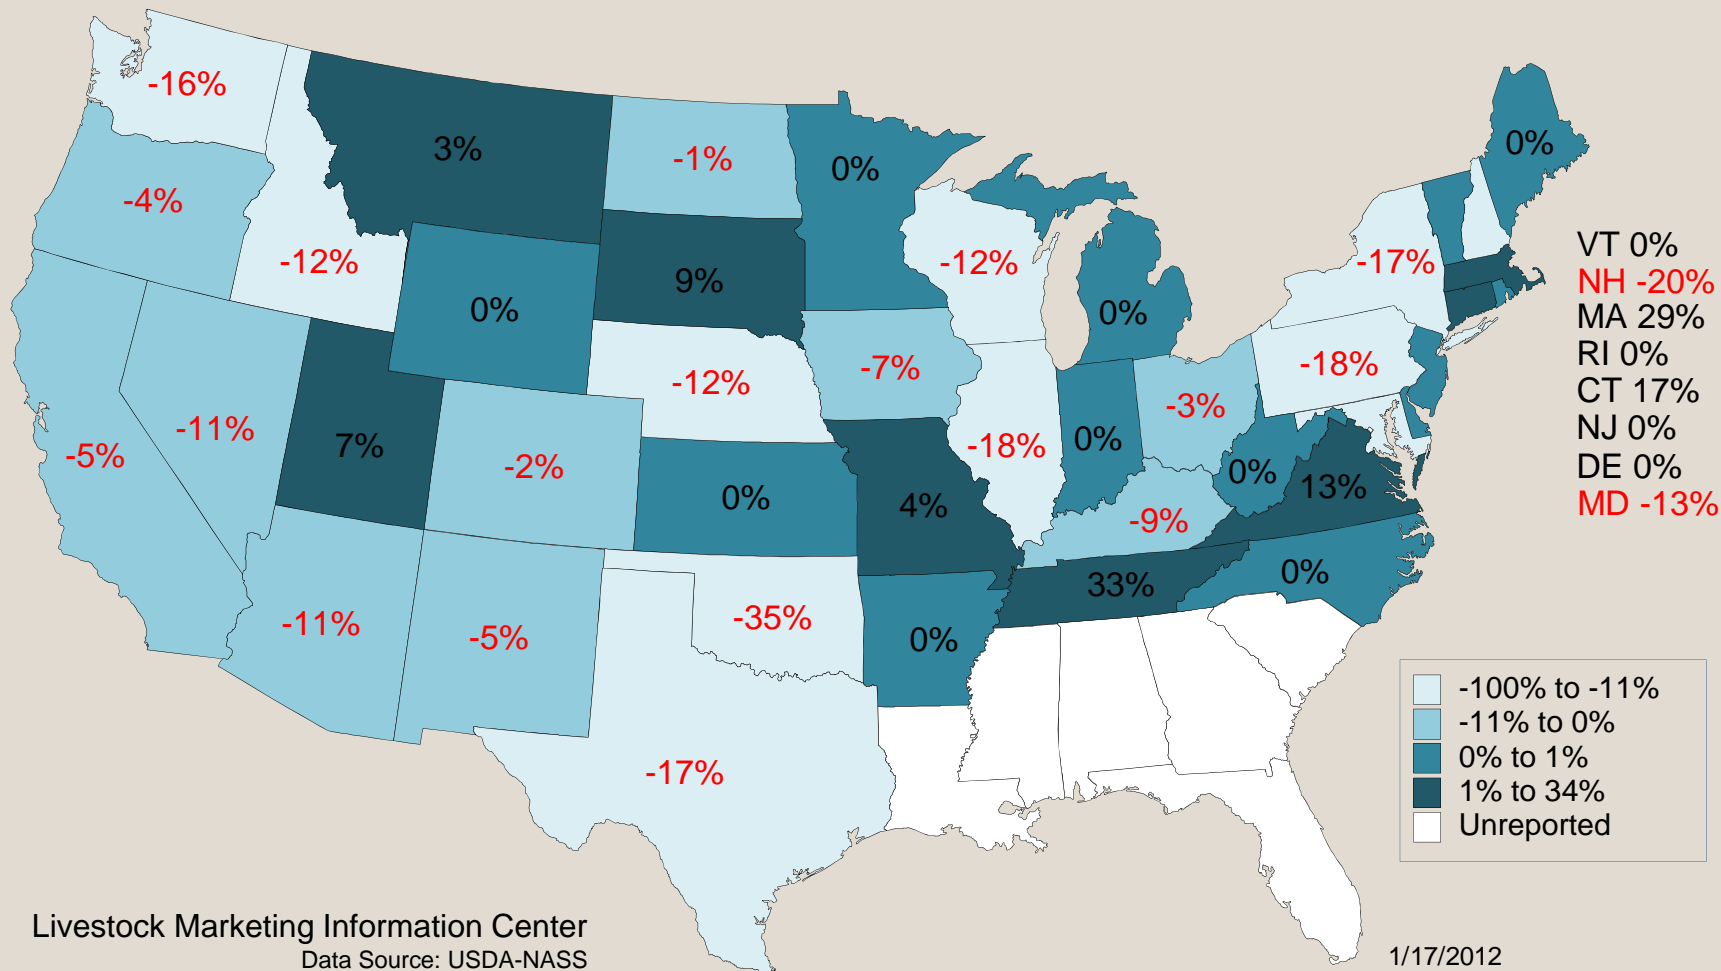 -16%
3%
-1%
0%
0%
-4%
-12%
-12%
-17%
VT 0%
NH -20%
MA 29%
RI 0%
CT 17%
NJ 0%
DE 0%
MD -13%
9%
0%
0%
-12%
-7%
-18%
-3%
-5%
-11%
7%
-2%
0%
4%
-18%
0%
0%
13%
-9%
33%
0%
-11%
-5%
-35%
0%
-17%
-100% to -11%
-11% to 0%
0% to 1%
1% to 34%
Unreported
Livestock Marketing Information Center
Data Source: USDA-NASS
1/17/2012